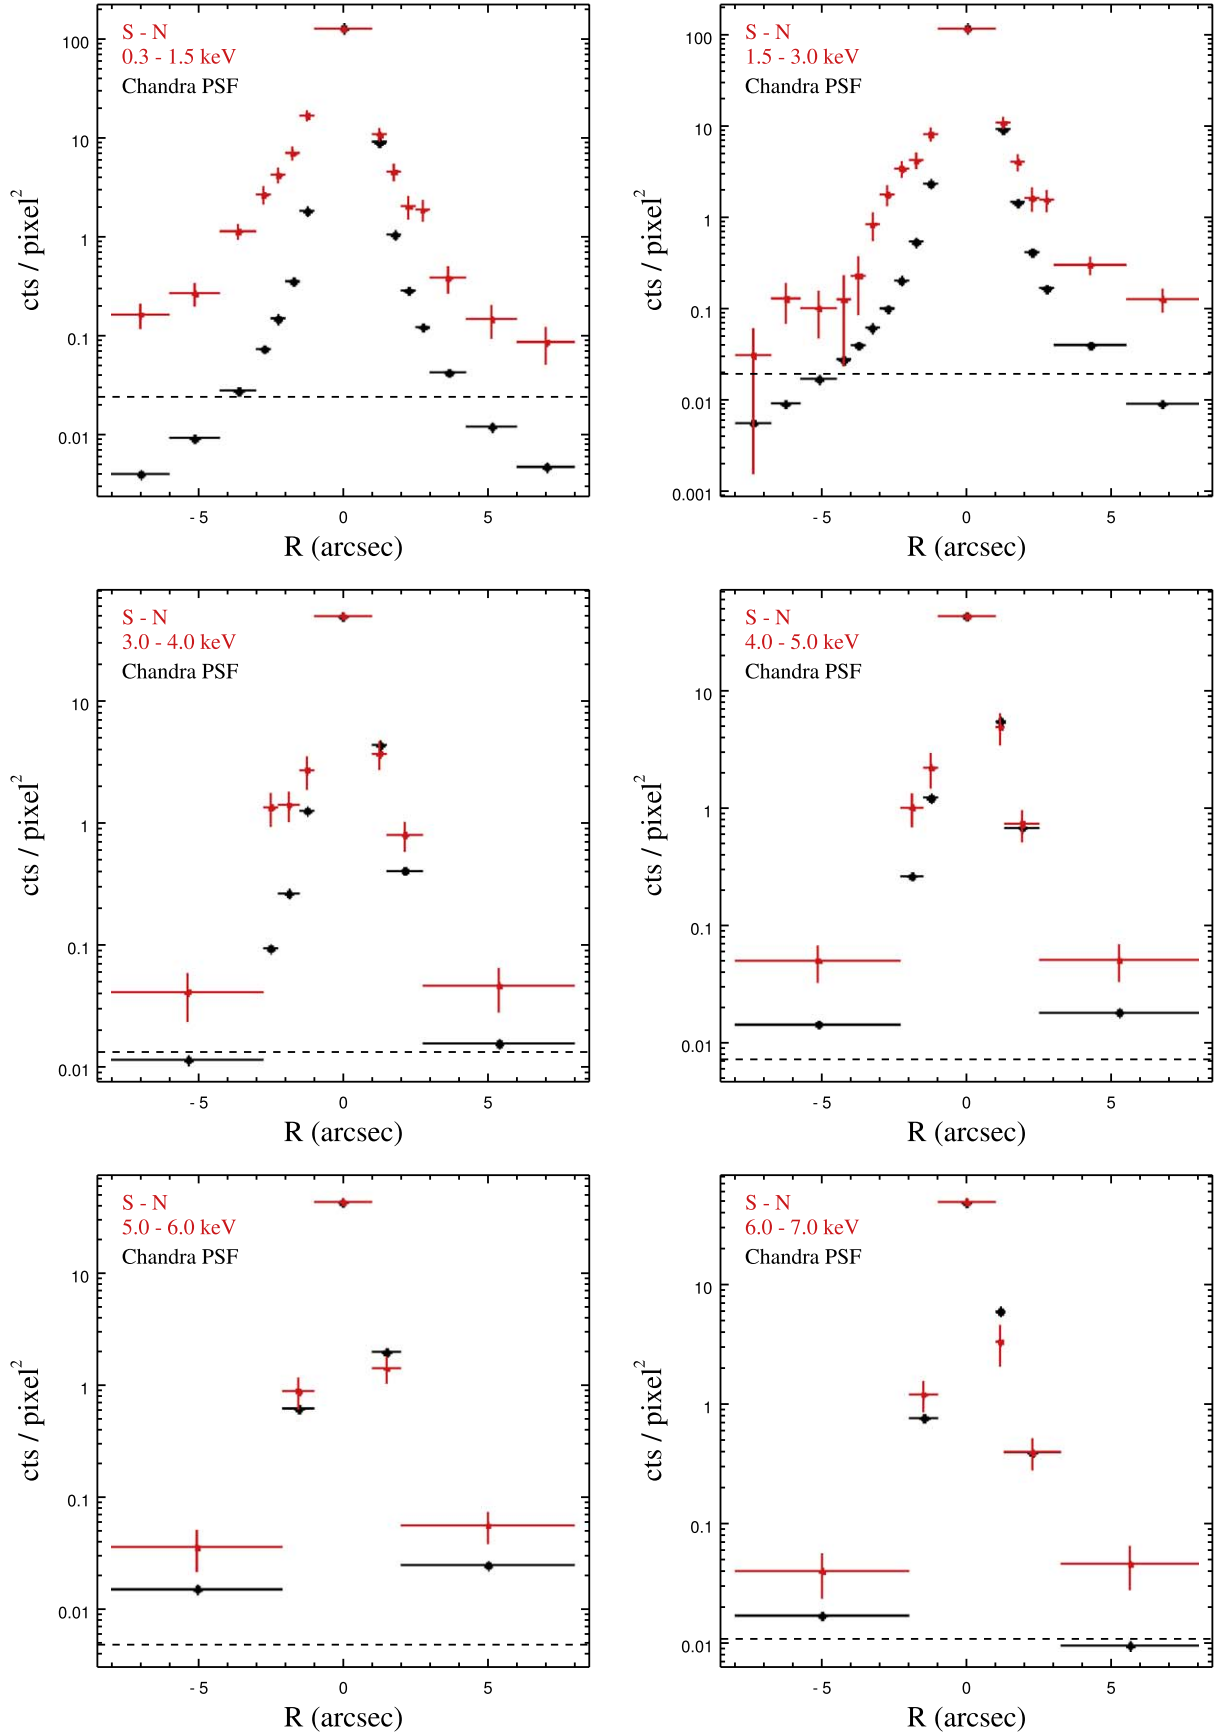 S - N
0.3 - 1.5 keV
Chandra PSF
100
10
1
0.1
0.01
cts / pixel²
- 5
0
5
R (arcsec)
S - N
1.5 - 3.0 keV
Chandra PSF
100
10
1
0.1
0.01
0.001
cts / pixel²
- 5
0
5
R (arcsec)
S - N
3.0 - 4.0 keV
Chandra PSF
10
1
0.1
0.01
cts / pixel²
- 5
0
5
R (arcsec)
S - N
4.0 - 5.0 keV
Chandra PSF
10
1
0.1
0.01
cts / pixel²
- 5
0
5
R (arcsec)
S - N
5.0 - 6.0 keV
Chandra PSF
10
1
0.1
0.01
cts / pixel²
- 5
0
5
R (arcsec)
S - N
6.0 - 7.0 keV
Chandra PSF
10
1
0.1
0.01
cts / pixel²
- 5
0
5
R (arcsec)